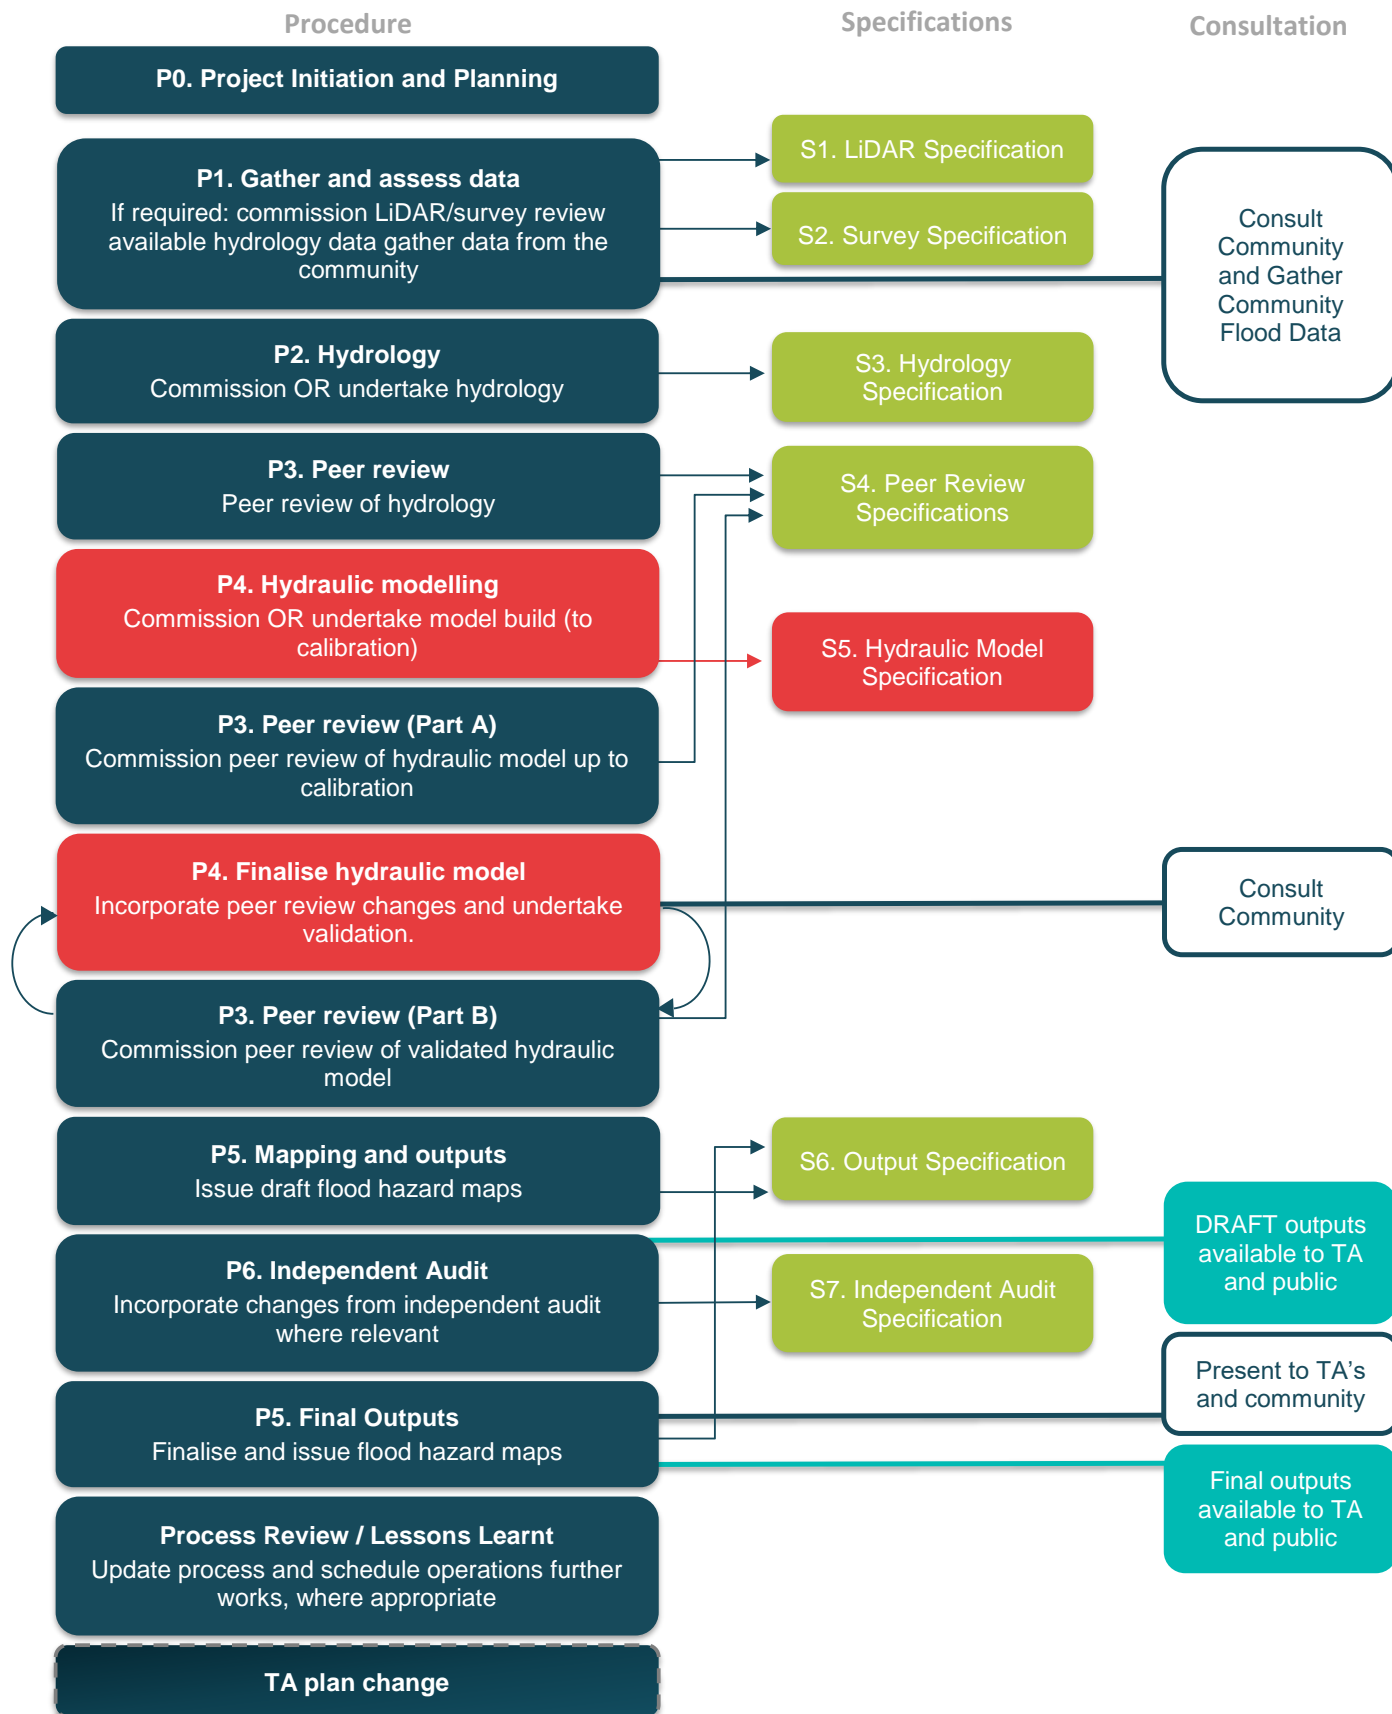 Procedure
Specifications
Consultation
P0. Project Initiation and Planning
P1. Gather and assess data
If required: commission LiDAR/survey review
available hydrology data gather data from the
community
S1. LiDAR Specification
S2. Survey Specification
Consult
Community
and Gather
Community
Flood Data
P2. Hydrology
Commission OR undertake hydrology
S3. Hydrology
Specification
P3. Peer review
Peer review of hydrology
S4. Peer Review
Specifications
P4. Hydraulic modelling
Commission OR undertake model build (to
calibration)
S5. Hydraulic Model
Specification
P3. Peer review (Part A)
Commission peer review of hydraulic model up to
calibration
P4. Finalise hydraulic model
Incorporate peer review changes and undertake
validation.
Consult
Community
P3. Peer review (Part B)
Commission peer review of validated hydraulic
model
P5. Mapping and outputs
Issue draft flood hazard maps
S6. Output Specification
DRAFT outputs
available to TA
and public
P6. Independent Audit
Incorporate changes from independent audit
where relevant
S7. Independent Audit
Specification
Present to TA's
and community
P5. Final Outputs
Finalise and issue flood hazard maps
Final outputs
available to TA
and public
Process Review / Lessons Learnt
Update process and schedule operations further
works, where appropriate
TA plan change